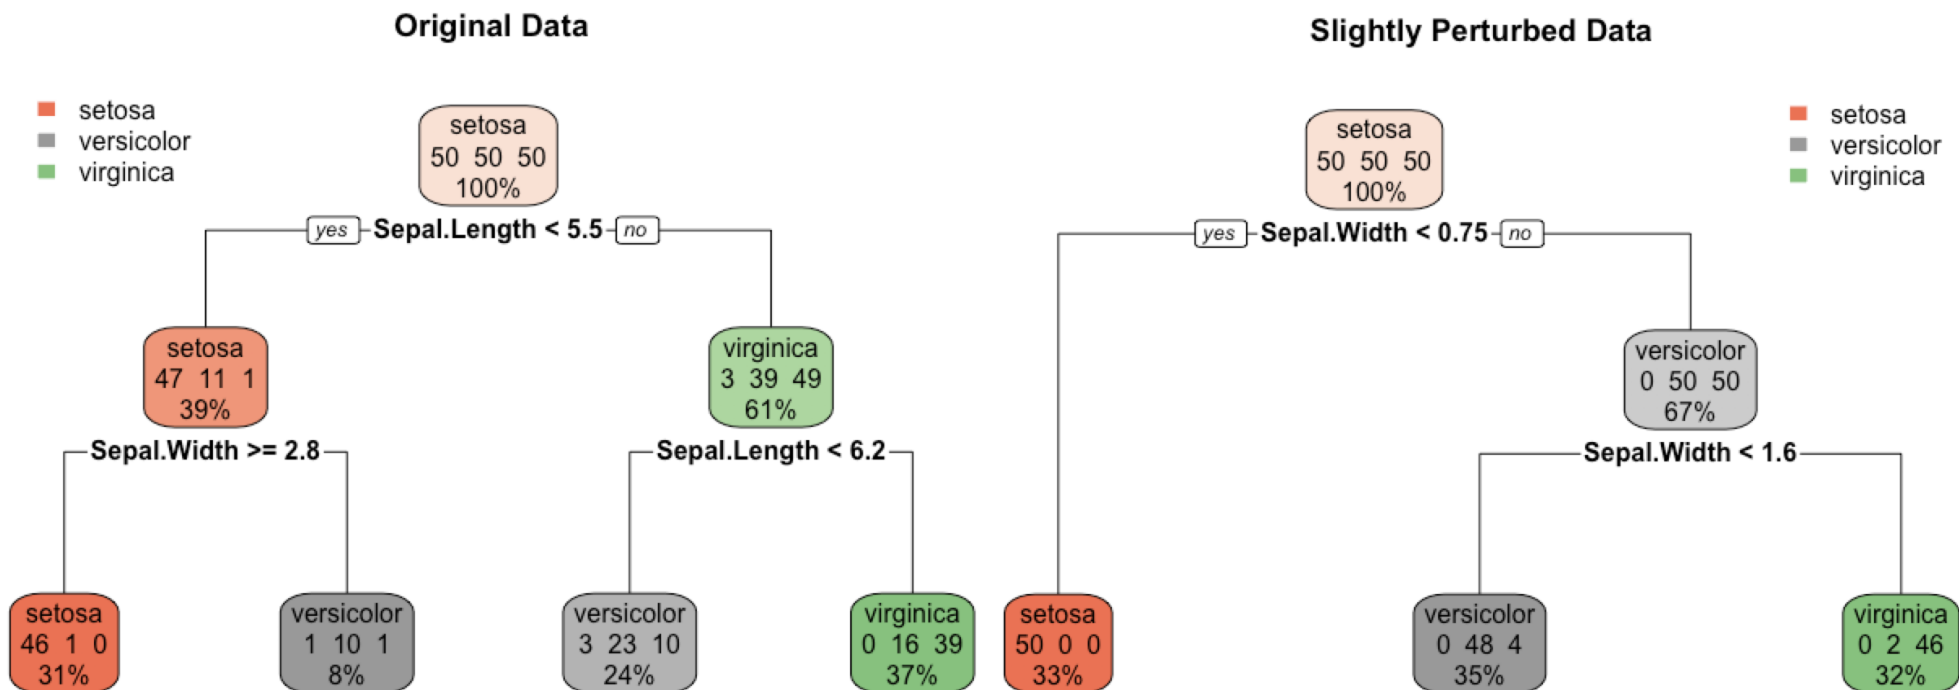 Original Data
setosa
versicolor
virginica
setosa
50 50 50
100%
yes Sepal.Length < 5.5 no
setosa
47 11 1
39%
virginica
3 39 49
61%
Sepal.Width >= 2.8
Sepal.Length < 6.2
setosa
46 1 0
31%
versicolor
1 10 1
8%
versicolor
3 23 10
24%
virginica
0 16 39
37%
Slightly Perturbed Data
setosa
versicolor
virginica
setosa
50 50 50
100%
yes Sepal.Width < 0.75 no
versicolor
0 50 50
67%
Sepal.Width < 1.6
setosa
50 0 0
33%
versicolor
0 48 4
35%
virginica
0 2 46
32%